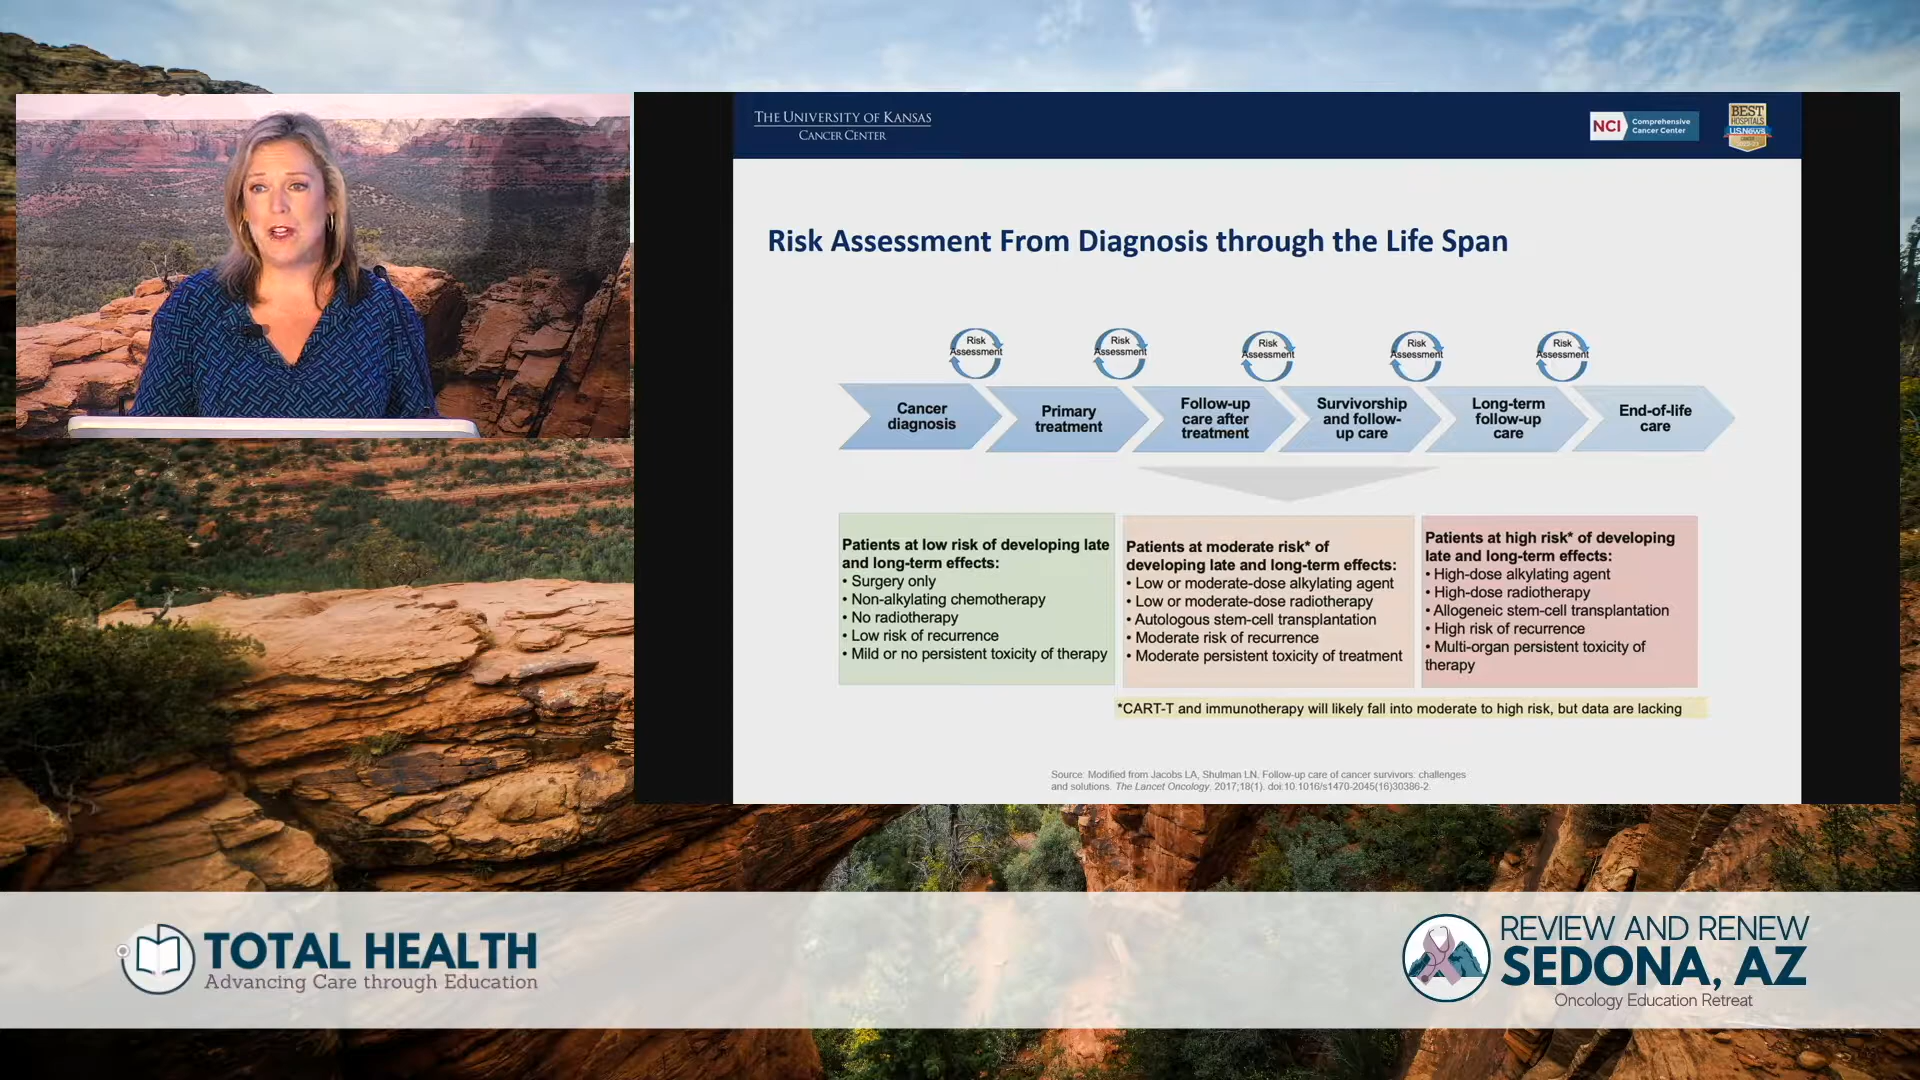 THE UNIVERSITY OF KANSAS
CANCER CENTER
NCI Comprehensive
Cancer Center
BEST
HOSPITALS
U.S.News
Risk Assessment From Diagnosis through the Life Span
Risk
Assessment
Risk
Assessment
Risk
Assessment
Risk
Assessment
Risk
Assessment
Cancer
diagnosis
Primary
treatment
Follow-up
care after
treatment
Survivorship
and follow-
up care
Long-term
follow-up
care
End-of-life
care
Patients at low risk of developing late
and long-term effects:
• Surgery only
• Non-alkylating chemotherapy
• No radiotherapy
• Low risk of recurrence
• Mild or no persistent toxicity of therapy
Patients at moderate risk* of
developing late and long-term effects:
• Low or moderate-dose alkylating agent
• Low or moderate-dose radiotherapy
• Autologous stem-cell transplantation
• Moderate risk of recurrence
• Moderate persistent toxicity of treatment
Patients at high risk* of developing
late and long-term effects:
• High-dose alkylating agent
• High-dose radiotherapy
• Allogeneic stem-cell transplantation
• High risk of recurrence
• Multi-organ persistent toxicity of
therapy
*CART-T and immunotherapy will likely fall into moderate to high risk, but data are lacking
Source: Modified from Jacobs LA, Shulman LN. Follow-up care of cancer survivors: challenges
and solutions. The Lancet Oncology. 2017;18(1). doi:10.1016/s1470-2045(16)30386-2
TOTAL HEALTH
Advancing Care through Education
REVIEW AND RENEW
SEDONA, AZ
Oncology Education Retreat